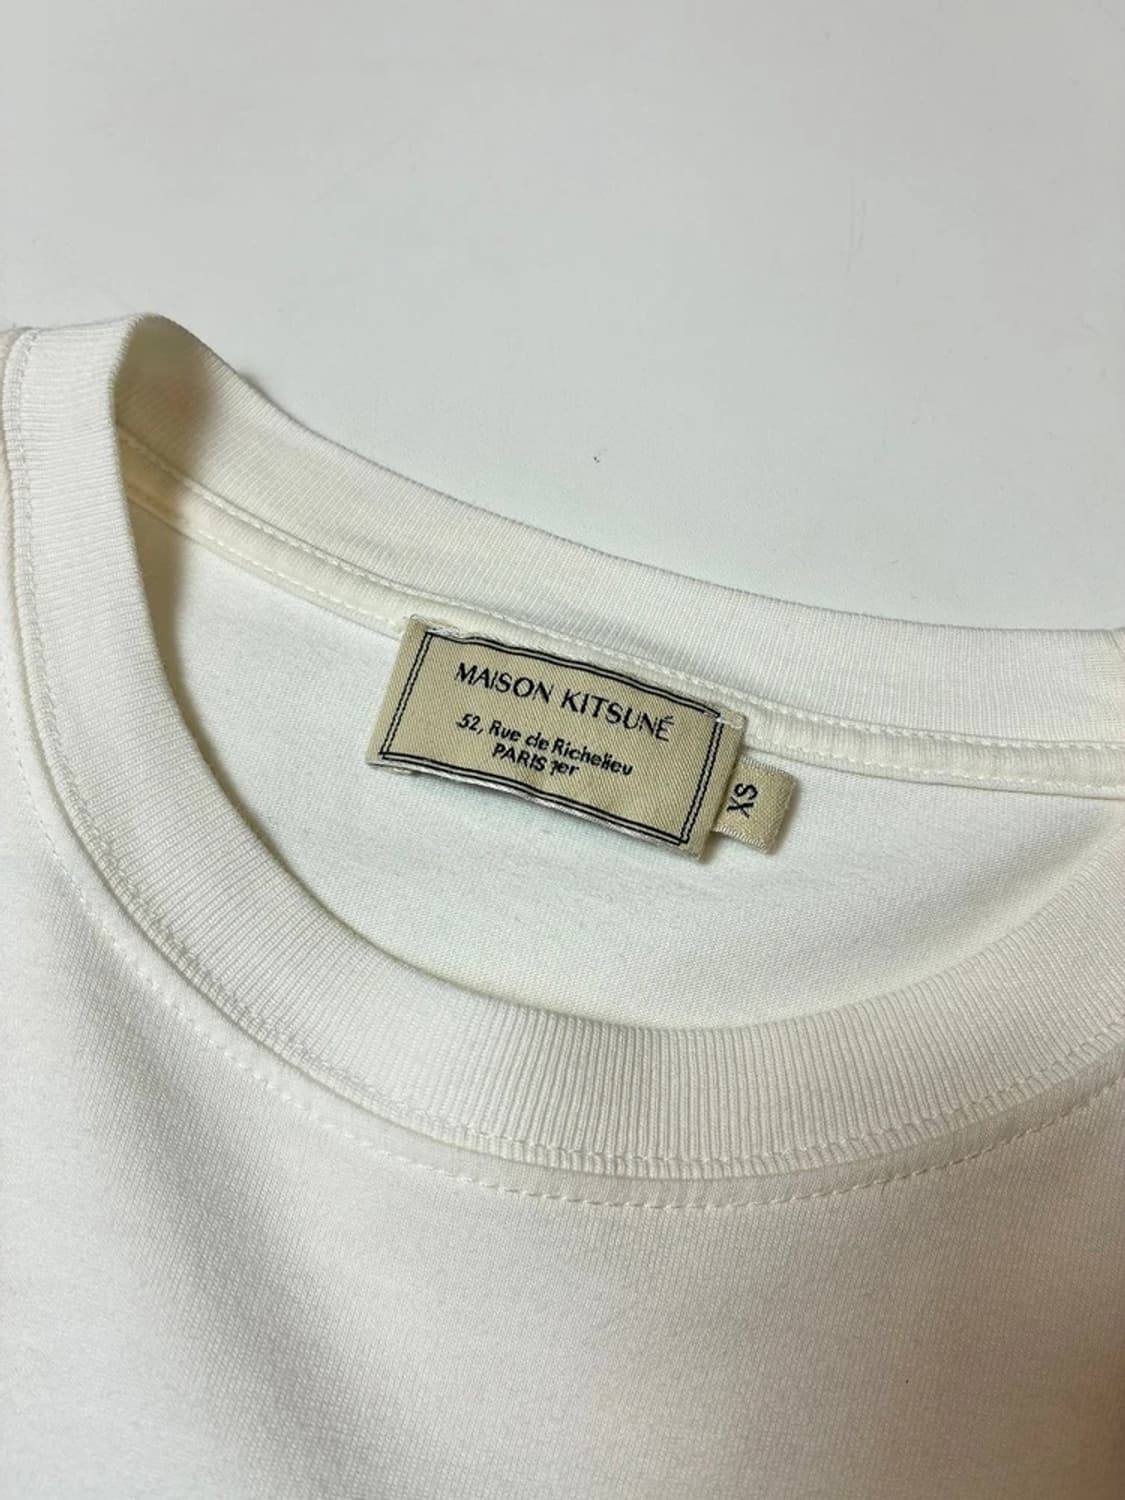 MAISON KITSUNÉ
52, Rue de Richelieu
PARIS 1er
XS